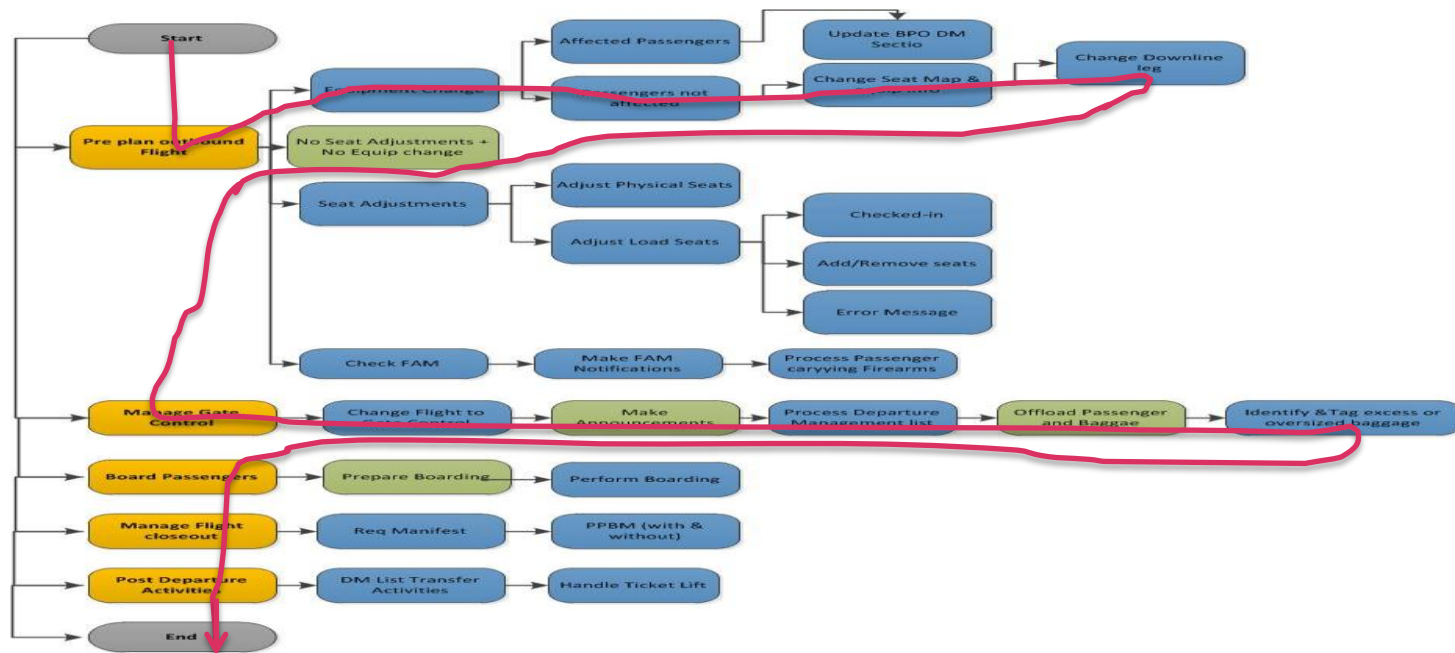 Start
Affected Passengers
Update BPO DM
Sectio
Change Downline
leg
Equipment Change
Passengers not
affected
Change Seat Map &
Pre plan outbound
Flight
No Seat Adjustments +
No Equip change
Seat Adjustments
Adjust Physical Seats
Adjust Load Seats
Checked-in
Add/Remove seats
Error Message
Check FAM
Make FAM
Notifications
Process Passenger
caryying Firearms
Manage Gate
Control
Change Flight to
Gate Control
Make
Announcements
Process Departure
Management list
Offload Passenger
and Baggae
Identify &Tag excess or
oversized baggage
Board Passengers
Prepare Boarding
Perform Boarding
Manage Flight
closeout
Req Manifest
PPBM (with &
without)
Post Departure
Activities
DM List Transfer
Activities
Handle Ticket Lift
End